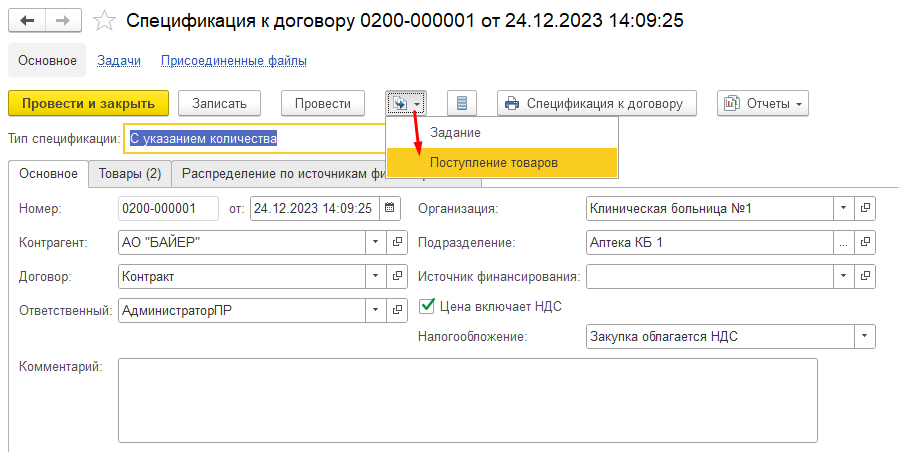 Спецификация к договору 0200-000001 от 24.12.2023 14:09:25
Основное Задачи Присоединенные файлы
Провести и закрыть Записать Провести Спецификация к договору Отчеты
Тип спецификации: С указанием количества
Задание
Поступление товаров
Основное Товары (2) Распределение по источникам
Номер: 0200-000001 от: 24.12.2023 14:09:25 Организация: Клиническая больница №1
Контрагент: АО "БАЙЕР" Подразделение: Аптека КБ 1 ...
Договор: Контракт Источник финансирования:
Ответственный: АдминистраторПР Цена включает НДС
Налогообложение: Закупка облагается НДС
Комментарий: